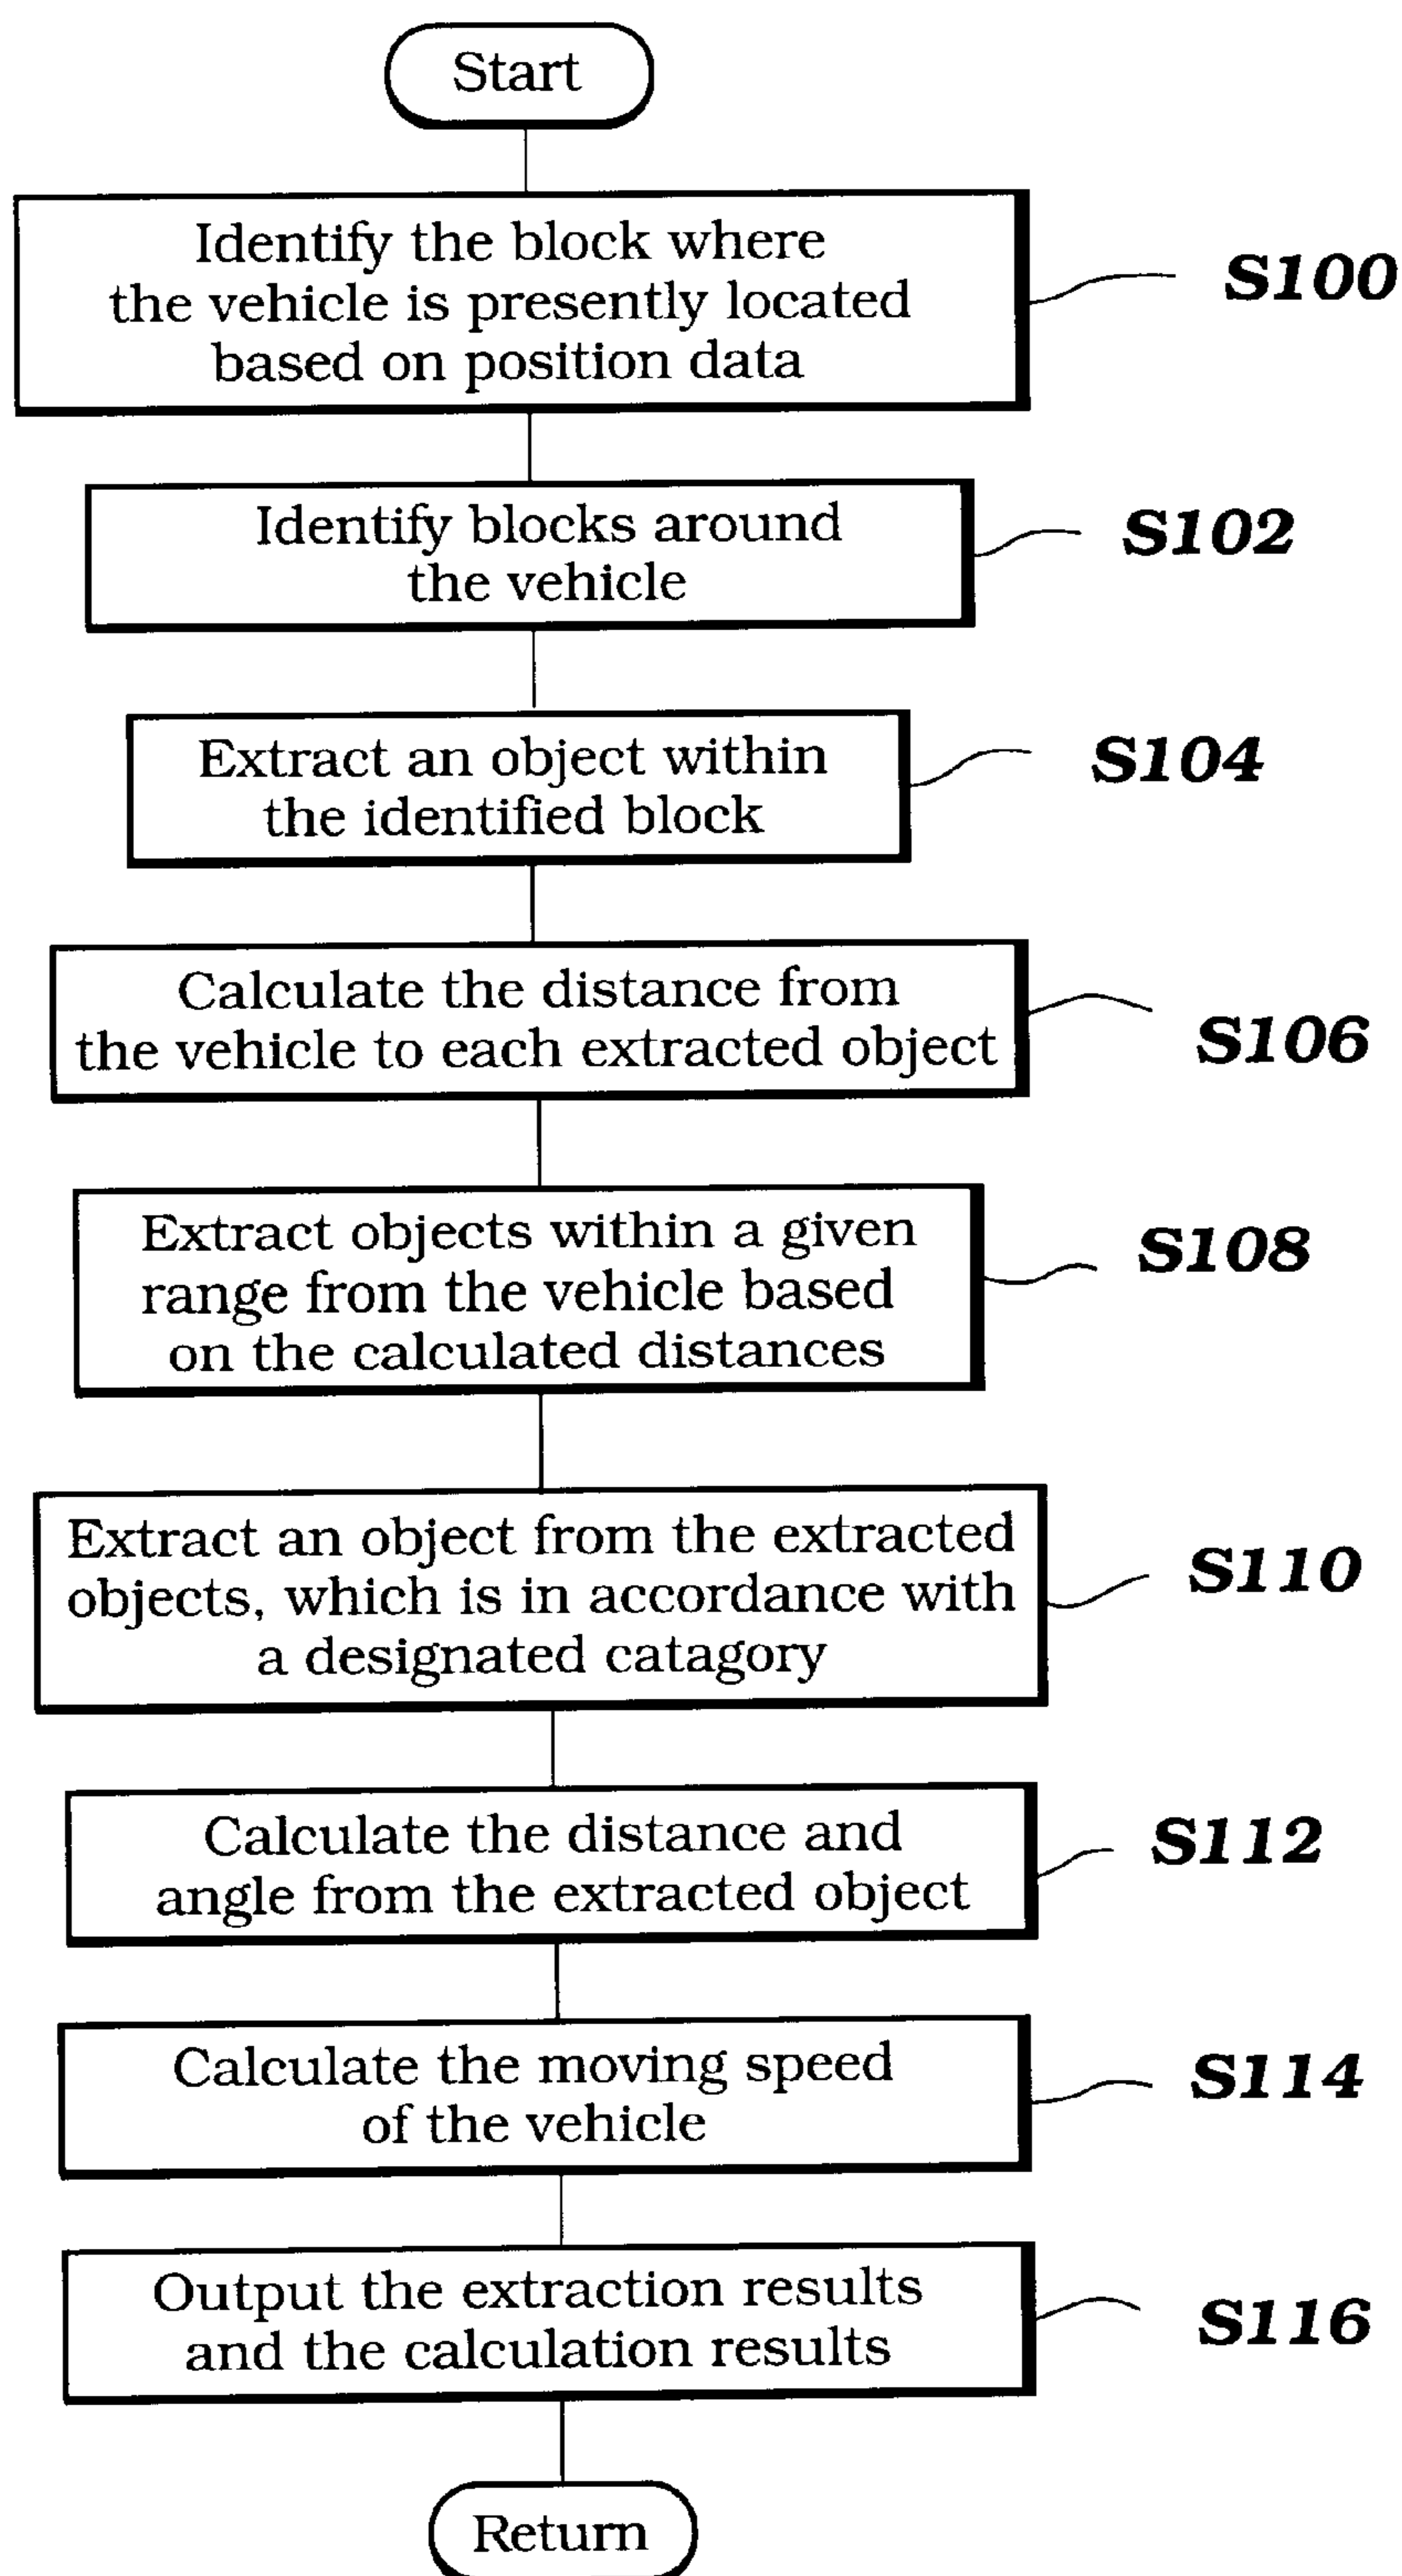 Start
Identify the block where
the vehicle is presently located
based on position data
S100
Identify blocks around
the vehicle
S102
Extract an object within
the identified block
S104
Calculate the distance from
the vehicle to each extracted object
S106
Extract objects within a given
range from the vehicle based
on the calculated distances
S108
Extract an object from the extracted
objects, which is in accordance with
a designated catagory
S110
Calculate the distance and
angle from the extracted object
S112
Calculate the moving speed
of the vehicle
S114
Output the extraction results
and the calculation results
S116
Return